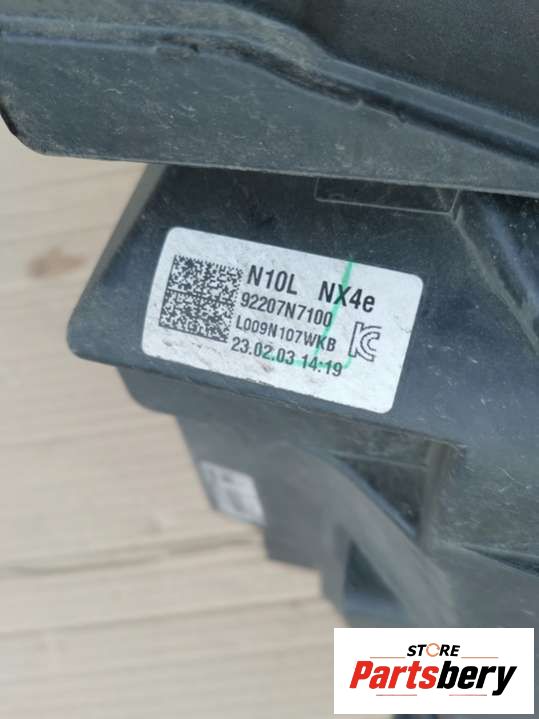 N10L NX4e
92207N7100
L009N107WKB
23.02.03 14:19
STORE
Partsbery